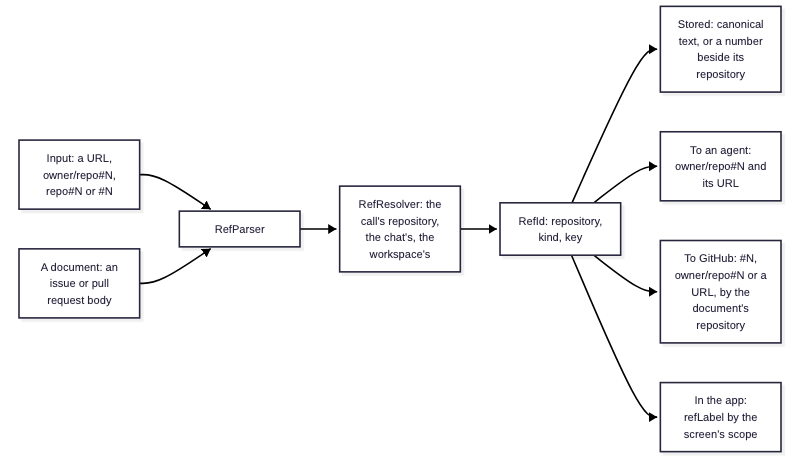 Input: a URL,
owner/repo#N,
repo#N or #N
A document: an
issue or pull
request body
RefParser
RefResolver: the
call's repository,
the chat's, the
workspace's
RefId: repository,
kind, key
Stored: canonical
text, or a number
beside its
repository
To an agent:
owner/repo#N and
its URL
To GitHub: #N,
owner/repo#N or a
URL, by the
document's
repository
In the app:
refLabel by the
screen's scope